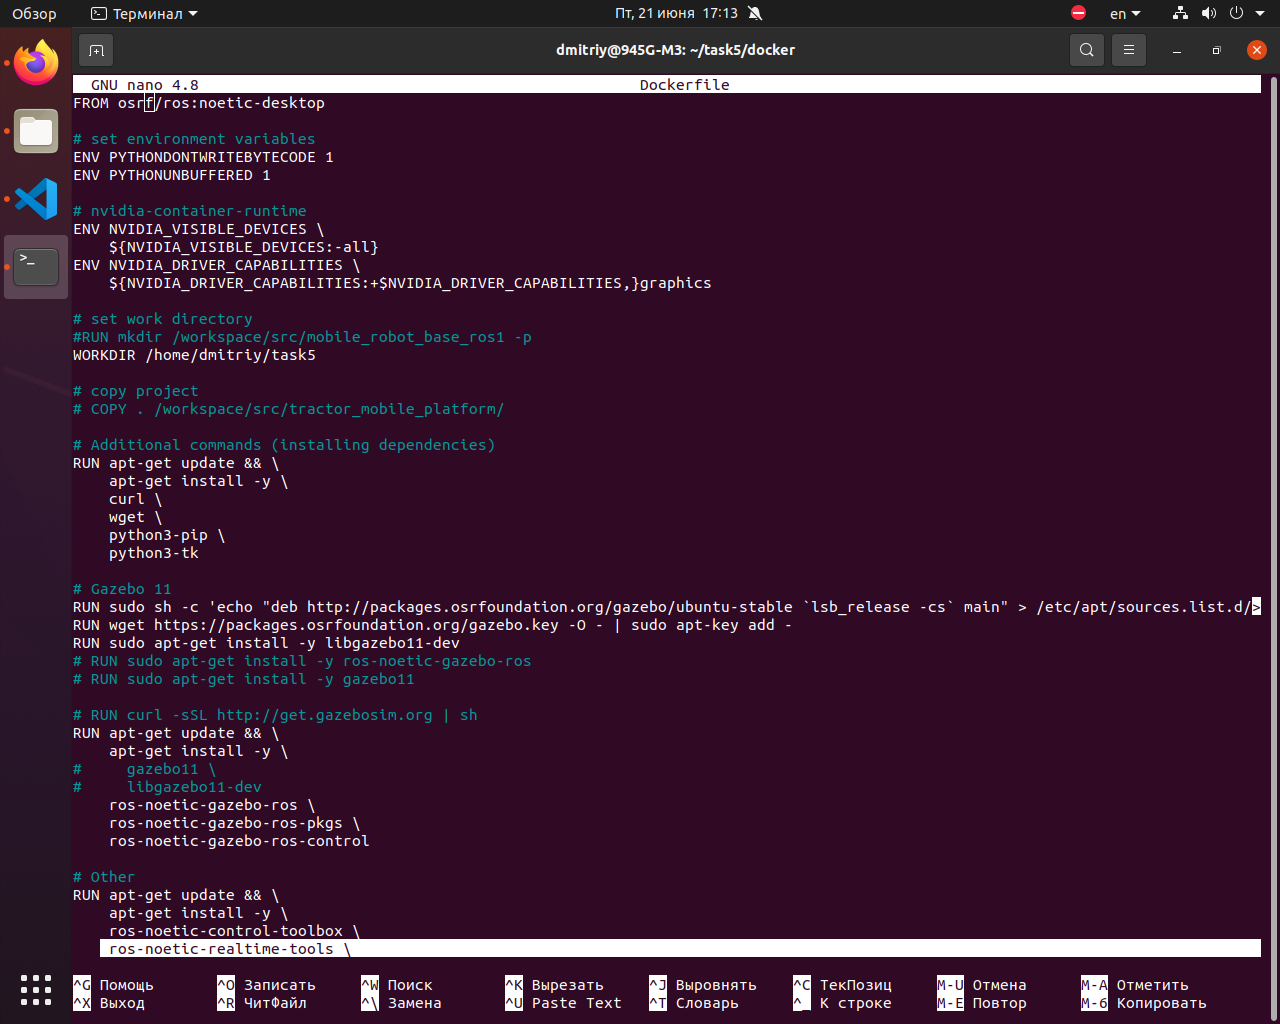 Обзор Терминал Пт, 21 июня 17:13 en
dmitriy@945G-M3: ~/task5/docker
GNU nano 4.8 Dockerfile
FROM osrf/ros:noetic-desktop
# set environment variables
ENV PYTHONDONTWRITEBYTECODE 1
ENV PYTHONUNBUFFERED 1
# nvidia-container-runtime
ENV NVIDIA_VISIBLE_DEVICES \
${NVIDIA_VISIBLE_DEVICES:-all}
ENV NVIDIA_DRIVER_CAPABILITIES \
${NVIDIA_DRIVER_CAPABILITIES:+$NVIDIA_DRIVER_CAPABILITIES,}graphics
# set work directory
#RUN mkdir /workspace/src/mobile_robot_base_ros1 -p
WORKDIR /home/dmitriy/task5
# copy project
# COPY . /workspace/src/tractor_mobile_platform/
# Additional commands (installing dependencies)
RUN apt-get update && \
apt-get install -y \
curl \
wget \
python3-pip \
python3-tk
# Gazebo 11
RUN sudo sh -c 'echo "deb http://packages.osrfoundation.org/gazebo/ubuntu-stable `lsb_release -cs` main" > /etc/apt/sources.list.d/>
RUN wget https://packages.osrfoundation.org/gazebo.key -O - | sudo apt-key add -
RUN sudo apt-get install -y libgazebo11-dev
# RUN sudo apt-get install -y ros-noetic-gazebo-ros
# RUN sudo apt-get install -y gazebo11
# RUN curl -sSL http://get.gazebosim.org | sh
RUN apt-get update && \
apt-get install -y \
# gazebo11 \
# libgazebo11-dev
ros-noetic-gazebo-ros \
ros-noetic-gazebo-ros-pkgs \
ros-noetic-gazebo-ros-control
# Other
RUN apt-get update && \
apt-get install -y \
ros-noetic-control-toolbox \
ros-noetic-realtime-tools \
^G Помощь ^O Записать ^W Поиск ^K Вырезать ^J Выровнять ^C ТекПозиц M-U Отмена M-A Отметить
^X Выход ^R ЧитФайл ^\ Замена ^U Paste Text ^T Словарь ^_ К строке M-E Повтор M-6 Копировать